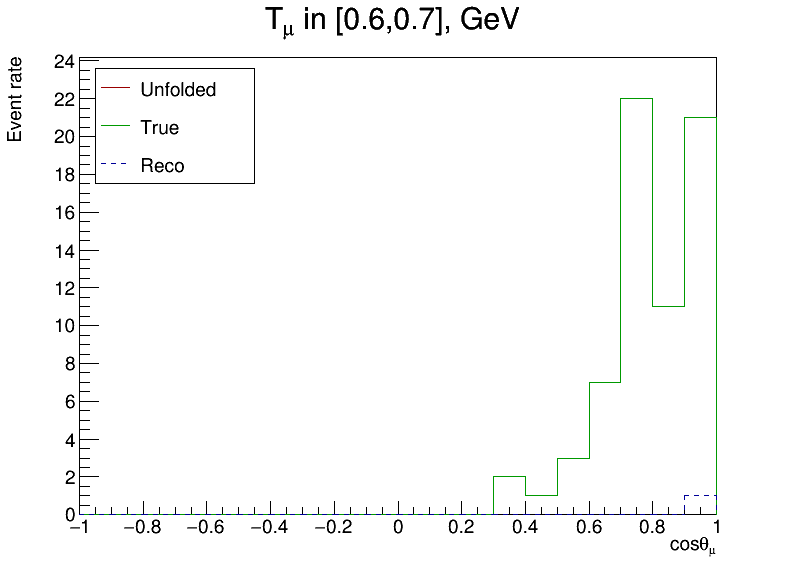 Tμ in [0.6,0.7], GeV
Event rate
24
22
20
18
16
14
12
10
8
6
4
2
0
Unfolded
True
Reco
−1 −0.8 −0.6 −0.4 −0.2 0 0.2 0.4 0.6 0.8 1
cosθμ